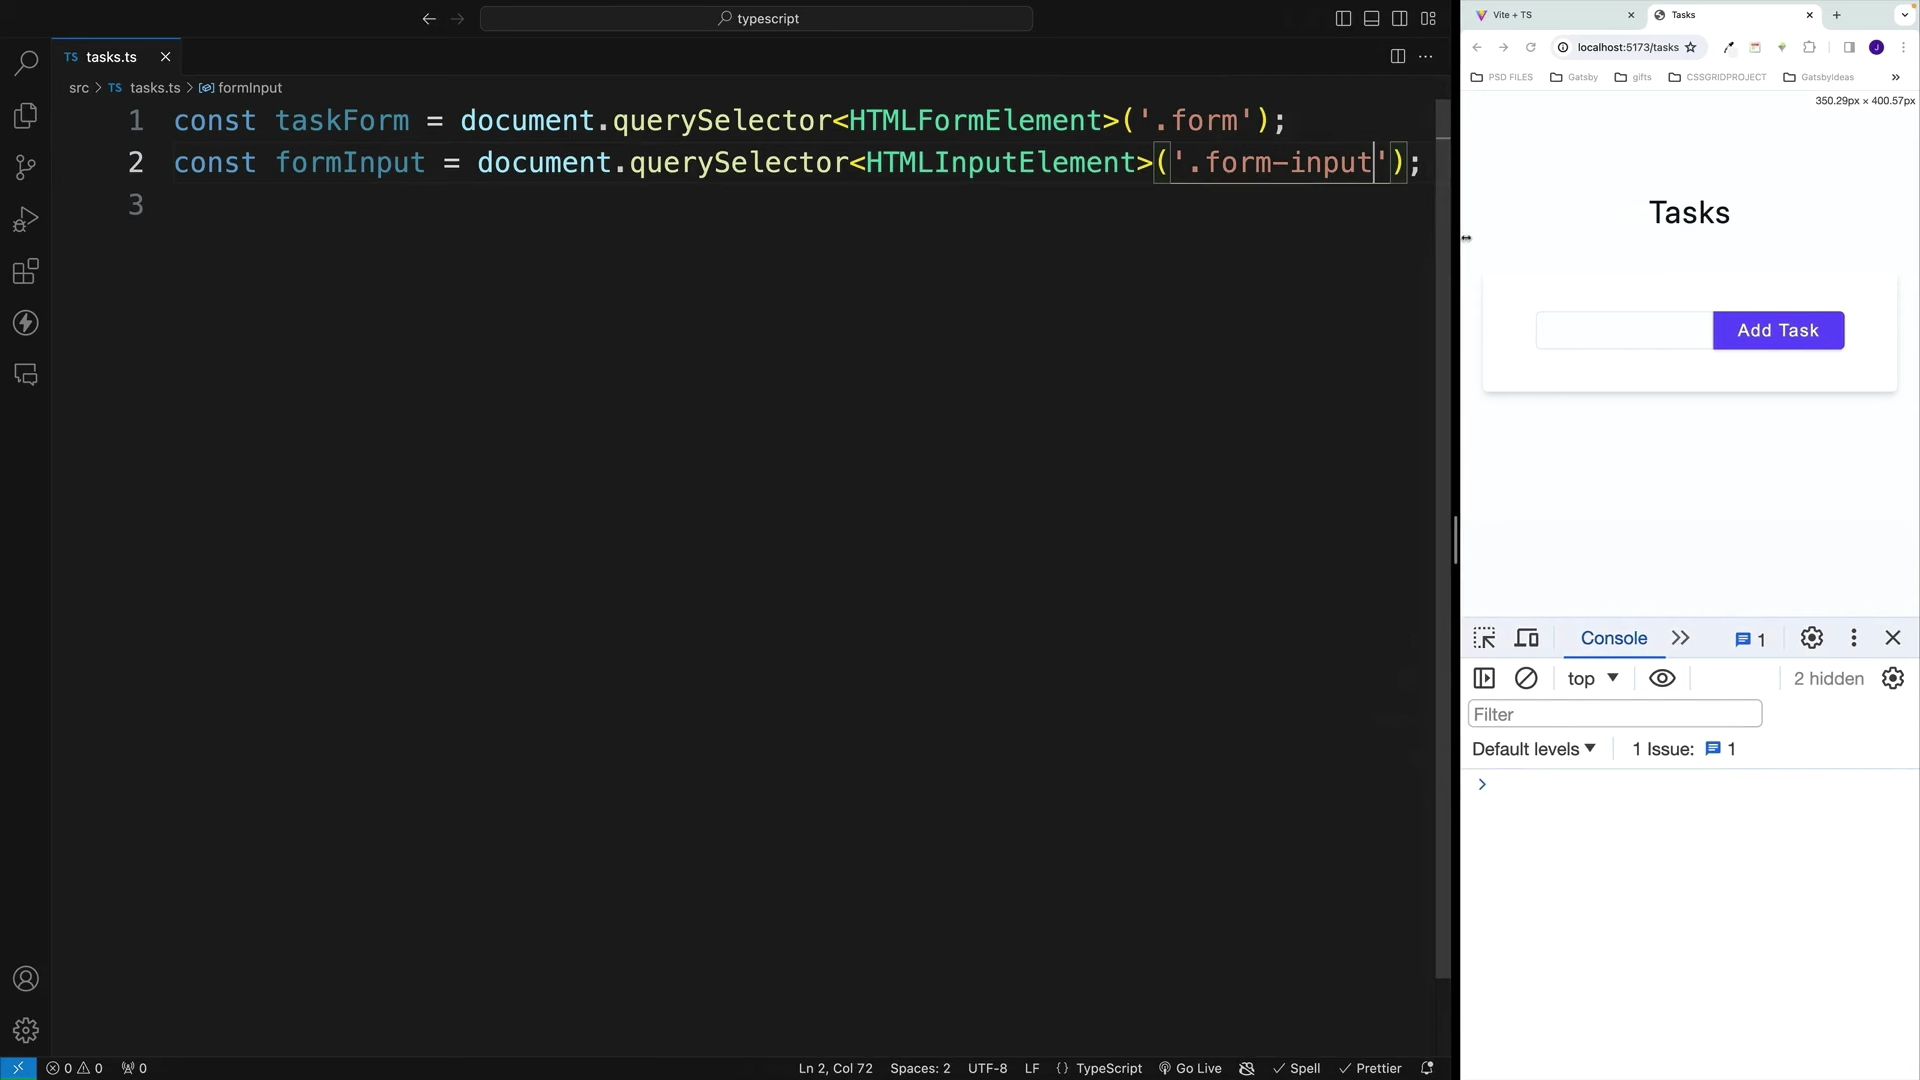 typescript
TS tasks.ts
src > TS tasks.ts > formInput
1 const taskForm = document.querySelector<HTMLFormElement>('.form');
2 const formInput = document.querySelector<HTMLInputElement>('.form-input');
3
0 0 0
Ln 2, Col 72 Spaces: 2 UTF-8 LF {} TypeScript Go Live Spell Prettier
Vite + TS
Tasks
localhost:5173/tasks
J
PSD FILES Gatsby gifts CSSGRIDPROJECT GatsbyIdeas »
350.29px × 400.57px
Tasks
Add Task
Console 1
top 2 hidden
Filter
Default levels 1 Issue: 1
>